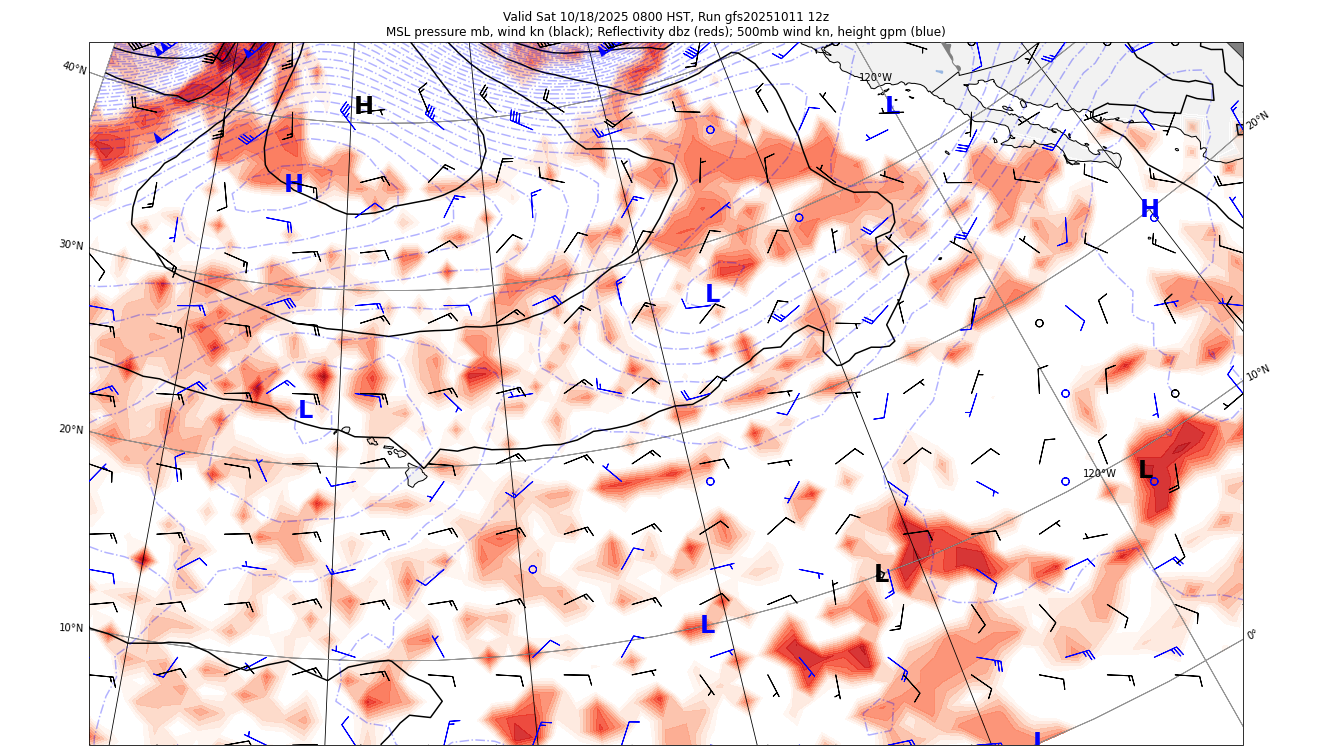 Valid Sat 10/18/2025 0800 HST, Run gfs20251011 12z
MSL pressure mb, wind kn (black); Reflectivity dbz (reds); 500mb wind kn, height gpm (blue)
40°N
120°W
H
L
20°N
H
H
30°N
L
10°N
L
20°N
120°W
L
L
10°N
L
0°
L